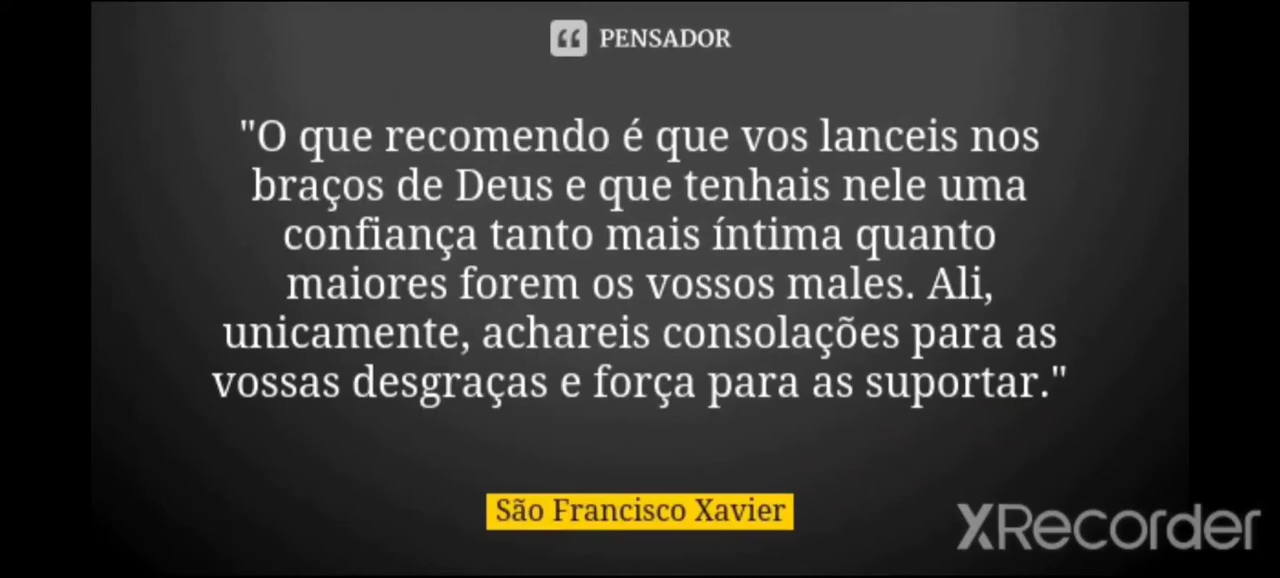 PENSADOR
"O que recomendo é que vos lanceis nos
braços de Deus e que tenhais nele uma
confiança tanto mais íntima quanto
maiores forem os vossos males. Ali,
unicamente, achareis consolações para as
vossas desgraças e força para as suportar."
São Francisco Xavier
XRecorder